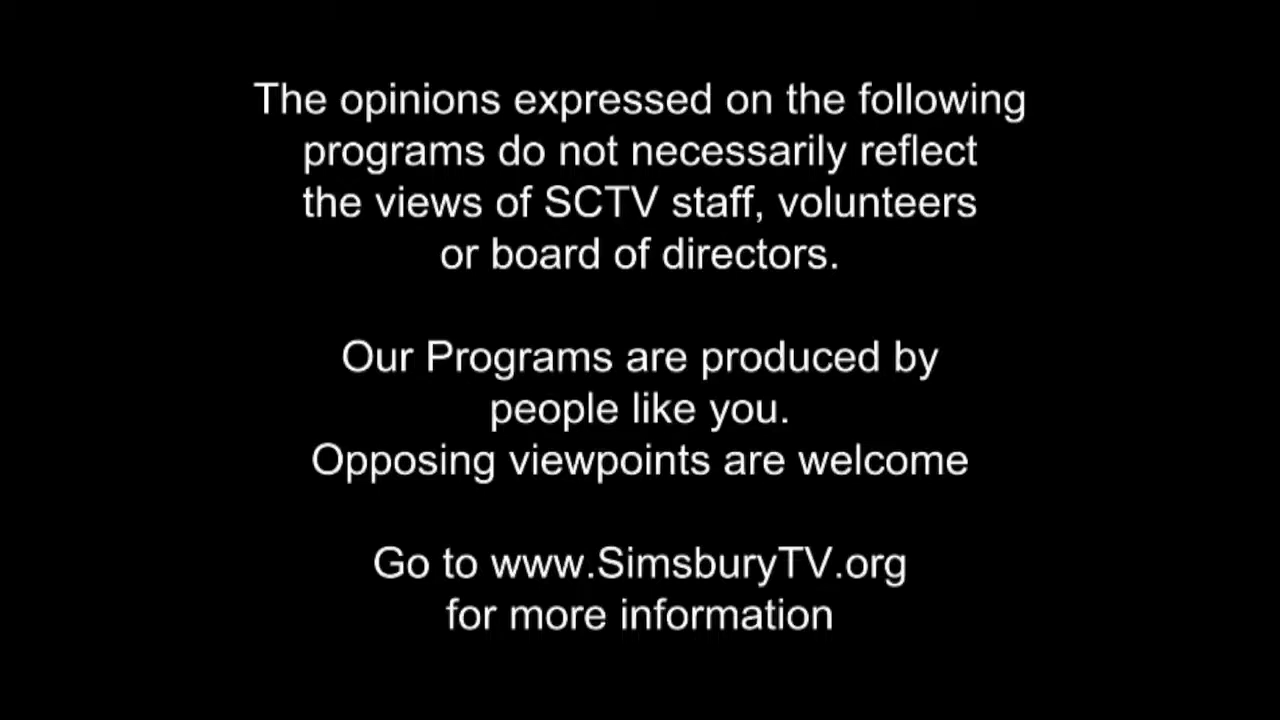 The opinions expressed on the following
programs do not necessarily reflect
the views of SCTV staff, volunteers
or board of directors.
Our Programs are produced by
people like you.
Opposing viewpoints are welcome
Go to www.SimsburyTV.org
for more information